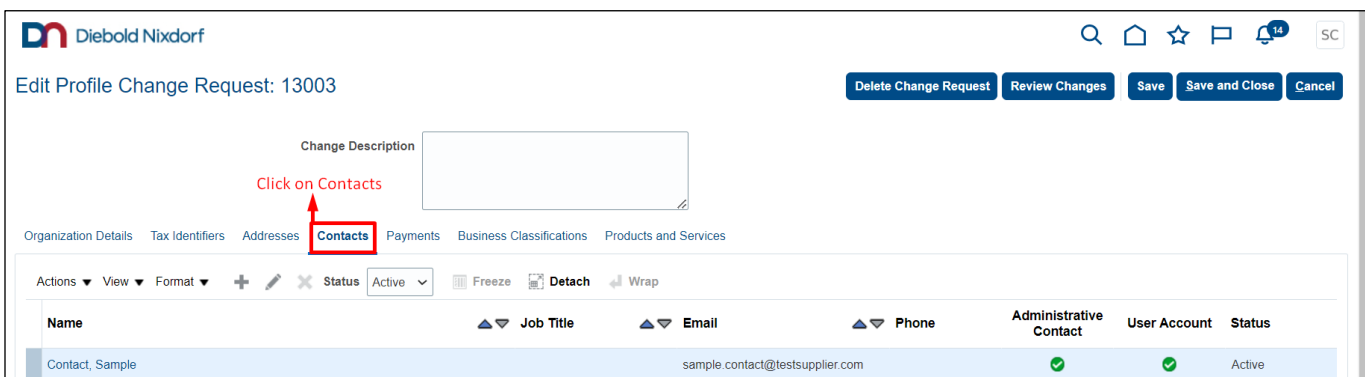 Diebold Nixdorf
14
SC
Edit Profile Change Request: 13003
Delete Change Request
Review Changes
Save
Save and Close
Cancel
Change Description
Click on Contacts
Organization Details
Tax Identifiers
Addresses
Contacts
Payments
Business Classifications
Products and Services
Actions
View
Format
Status
Active
Freeze
Detach
Wrap
Name
Job Title
Email
Phone
Administrative
Contact
User Account
Status
Contact, Sample
sample.contact@testsupplier.com
Active